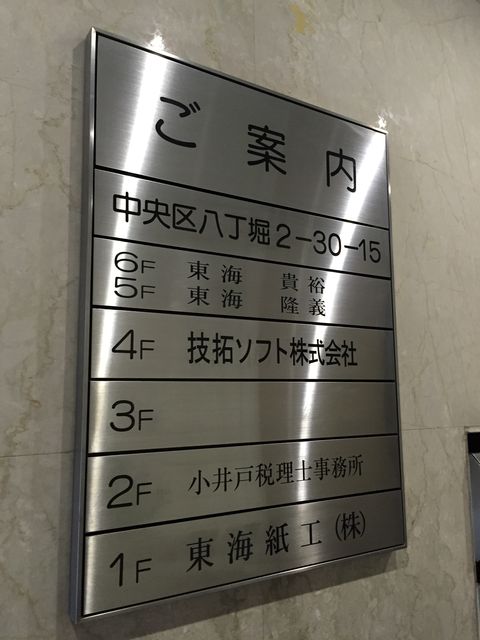 ご案内
中央区八丁堀2-30-15
6F 東海 貴裕
5F 東海 隆義
4F 技拓ソフト株式会社
3F
2F 小井戸税理士事務所
1F 東海紙工(株)